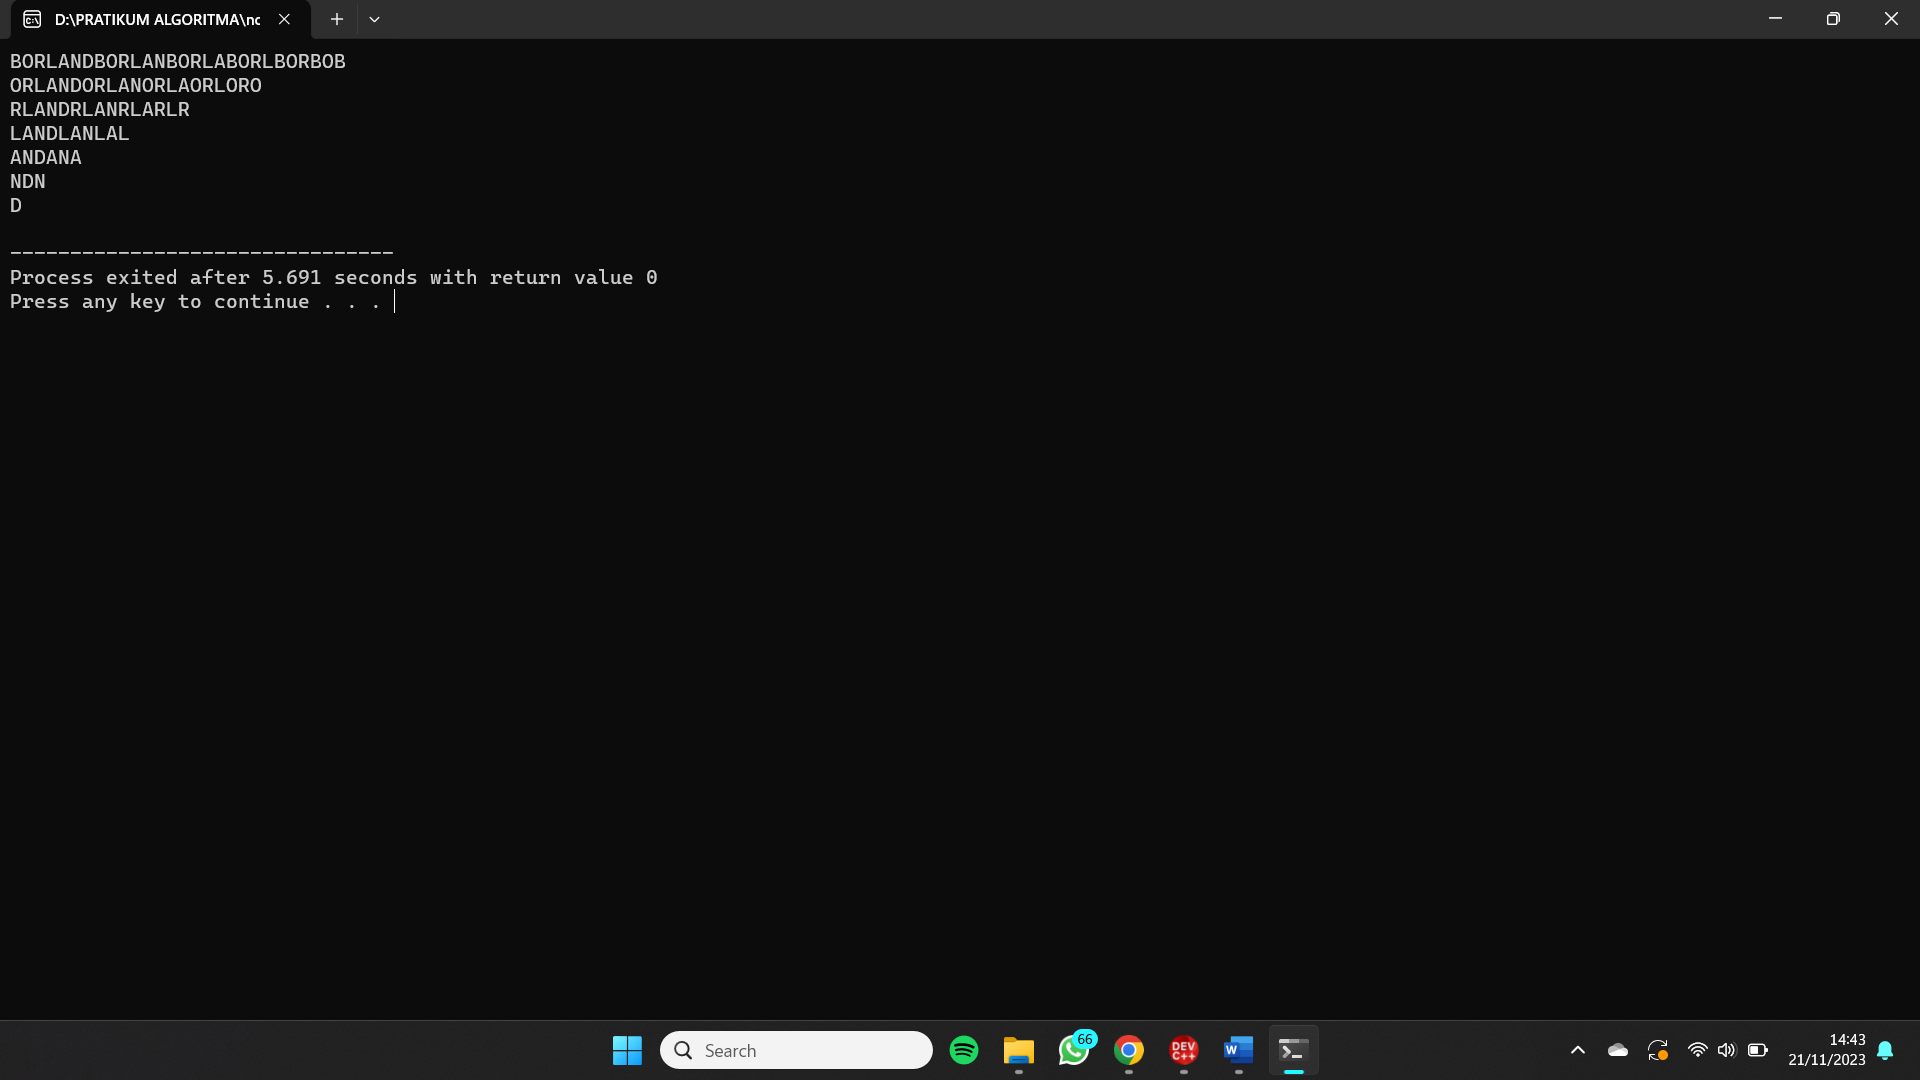 D:\PRATIKUM ALGORITMA\nc
BORLANDBORLANBORLABORLBORBOB
ORLANDORLANORLAORLORO
RLANDRLANRLARLR
LANDLANLAL
ANDANA
NDN
D
--------------------------------
Process exited after 5.691 seconds with return value 0
Press any key to continue . . .
Search
66
DEV
C++
W
14:43
21/11/2023